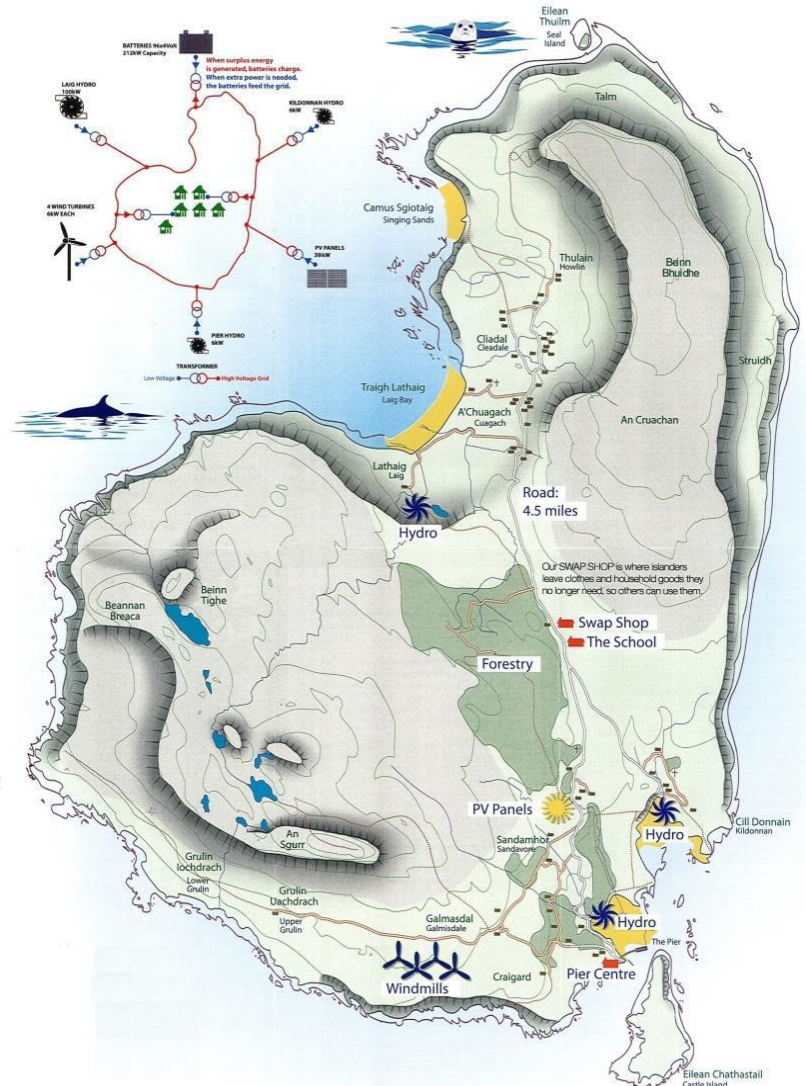 BATTERIES 96x4Volt
212kW Capacity
When surplus energy
is generated, batteries charge.
When extra power is needed,
the batteries feed the grid.
LAIG HYDRO
100kW
KILDONNAN HYDRO
6kW
4 WIND TURBINES
6kW EACH
PV PANELS
20kW
PIER HYDRO
6kW
TRANSFORMER
Low Voltage
High Voltage Grid
Eilean
Thuilm
Seal
Island
Talm
Camus Sgiotaig
Singing Sands
Thulain
Howlin
Beinn
Bhuidhe
Cliadal
Cleadale
Struidh
Traigh Lathaig
Laig Bay
A'Chuagach
Cuagach
An Cruachan
Lathaig
Laig
Hydro
Road:
4.5 miles
Our SWAP SHOP is where islanders
leave clothes and household goods they
no longer need, so others can use them.
Beinn
Tighe
Beannan
Breaca
Swap Shop
The School
Forestry
PV Panels
Hydro
Cill Donnain
Kildonnan
An
Sgurr
Sandamhor
Sandavore
Grulin
Iochdrach
Lower
Grulin
Grulin
Uachdrach
Upper
Grulin
Galmasdal
Galmisdale
Hydro
The Pier
Windmills
Craigard
Pier Centre
Eilean Chathastail
Castle Island